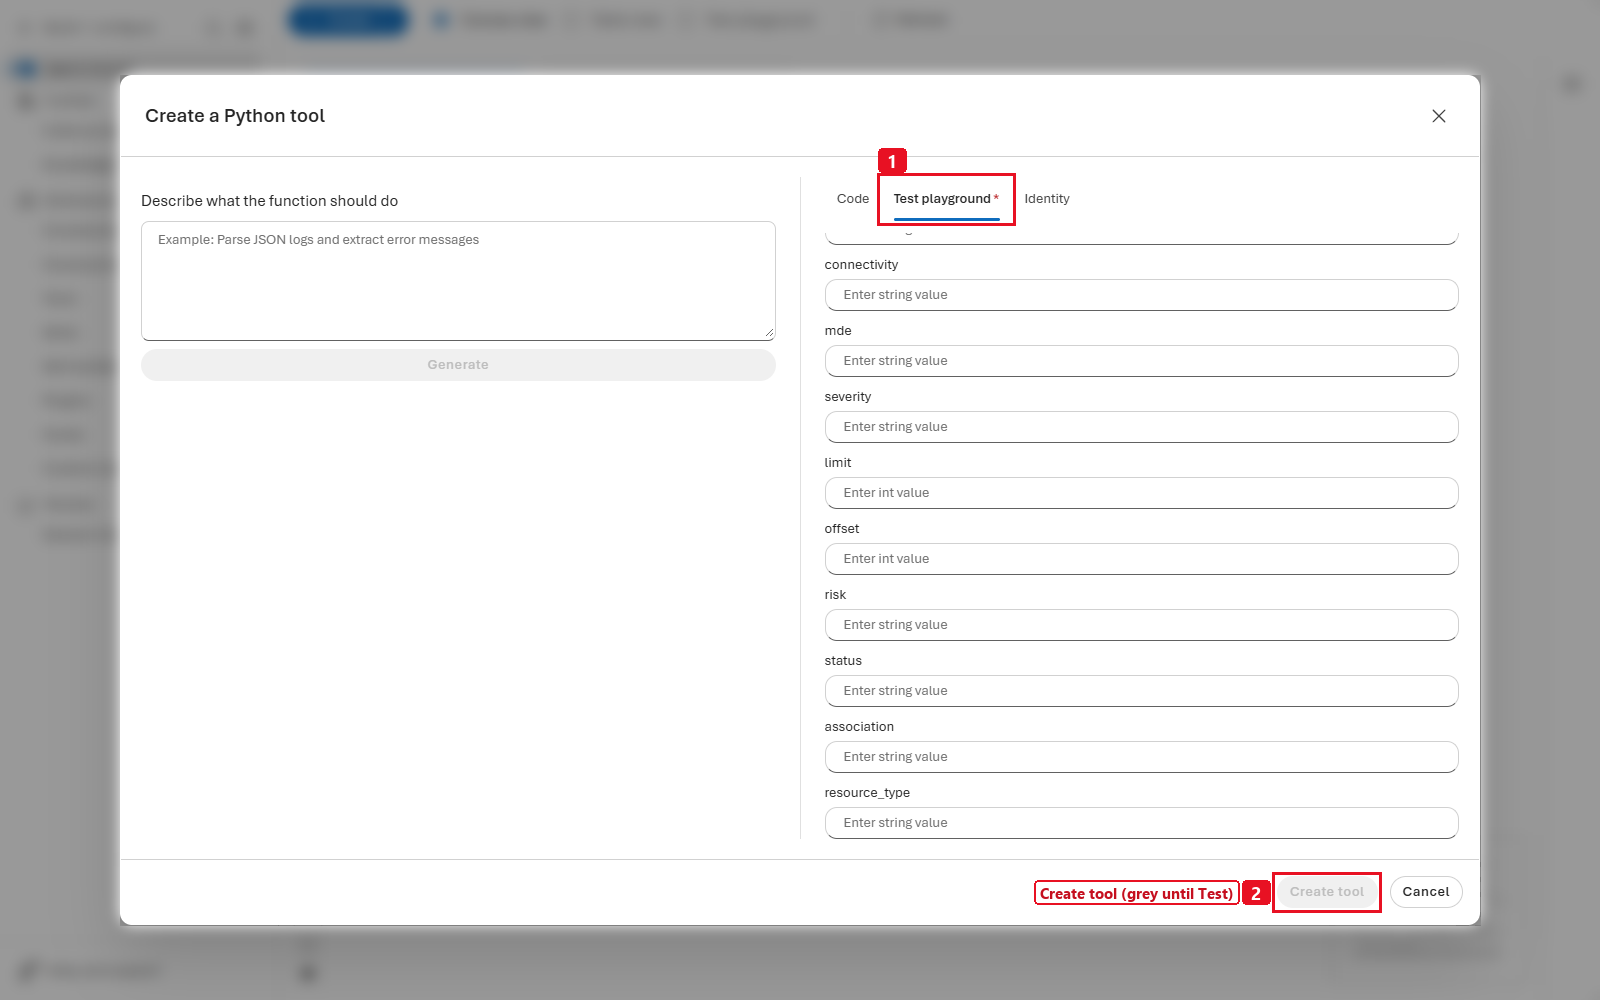 Create a Python tool
Describe what the function should do
Example: Parse JSON logs and extract error messages
Generate
1
Code
Test playground *
Identity
connectivity
Enter string value
mde
Enter string value
severity
Enter string value
limit
Enter int value
offset
Enter int value
risk
Enter string value
status
Enter string value
association
Enter string value
resource_type
Enter string value
Create tool (grey until Test)
2
Create tool
Cancel